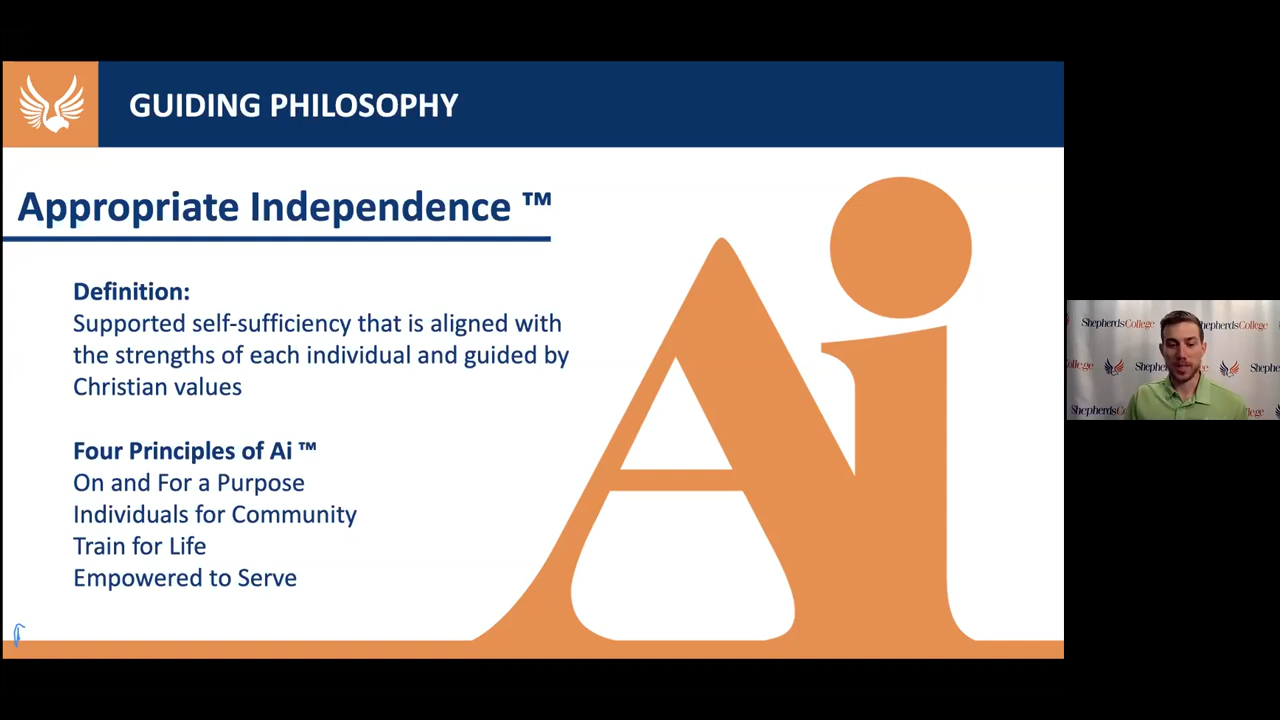 GUIDING PHILOSOPHY
Appropriate Independence ™
Definition:
Supported self-sufficiency that is aligned with
the strengths of each individual and guided by
Christian values
Four Principles of Ai ™
On and For a Purpose
Individuals for Community
Train for Life
Empowered to Serve
Ai
ShepherdsCollege
ShepherdsCollege